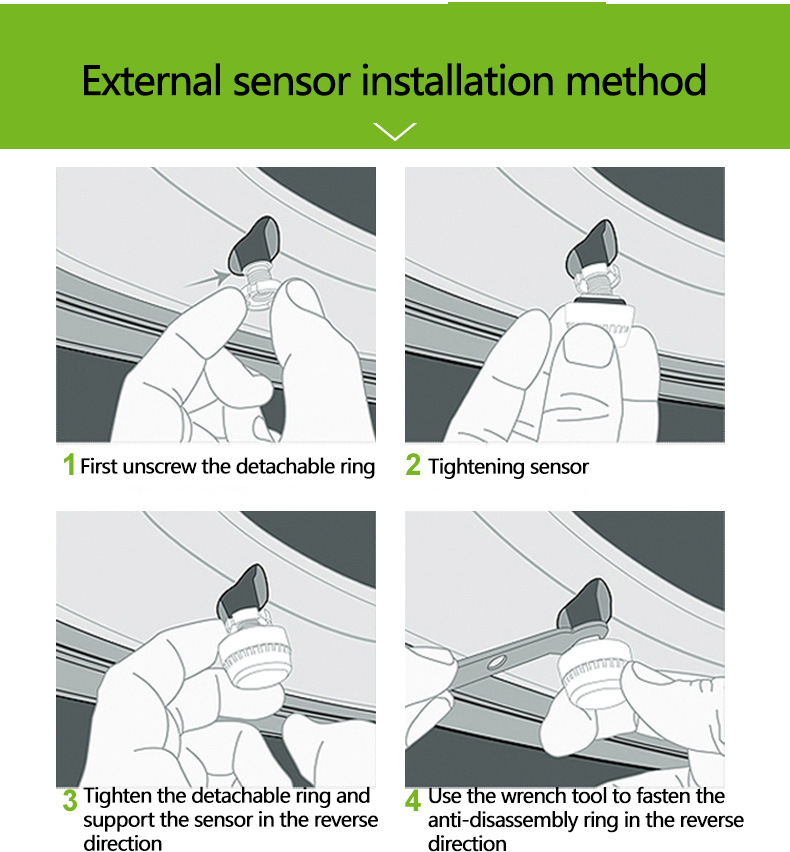 External sensor installation method
1 First unscrew the detachable ring
2 Tightening sensor
3 Tighten the detachable ring and
support the sensor in the reverse
direction
4 Use the wrench tool to fasten the
anti-disassembly ring in the reverse
direction